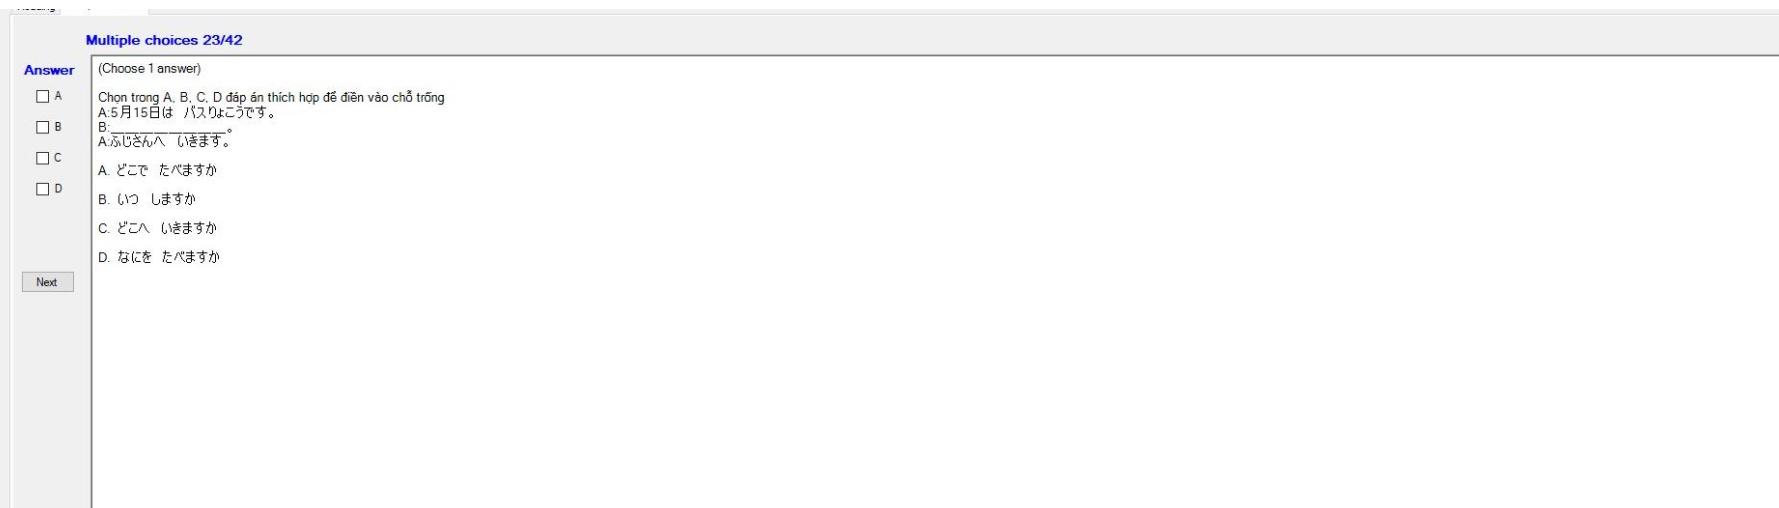 Multiple choices 23/42
Answer
(Choose 1 answer)
A
B
C
D
Next
Chọn trong A, B, C, D đáp án thích hợp để điền vào chỗ trống
A:5月15日は　バスりょこうです。
B:________________。
A:ふじさんへ　いきます。
A. どこで　たべますか
B. いつ　しますか
C. どこへ　いきますか
D. なにを　たべますか